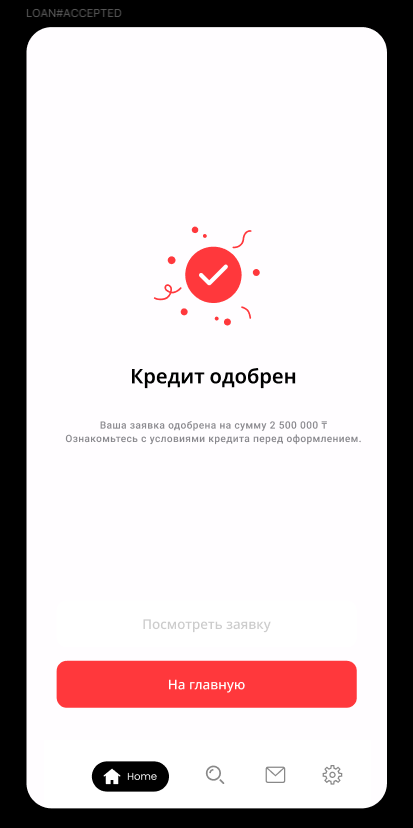 LOAN#ACCEPTED
Кредит одобрен
Ваша заявка одобрена на сумму 2 500 000 ₸
Ознакомьтесь с условиями кредита перед оформлением.
Посмотреть заявку
На главную
Home